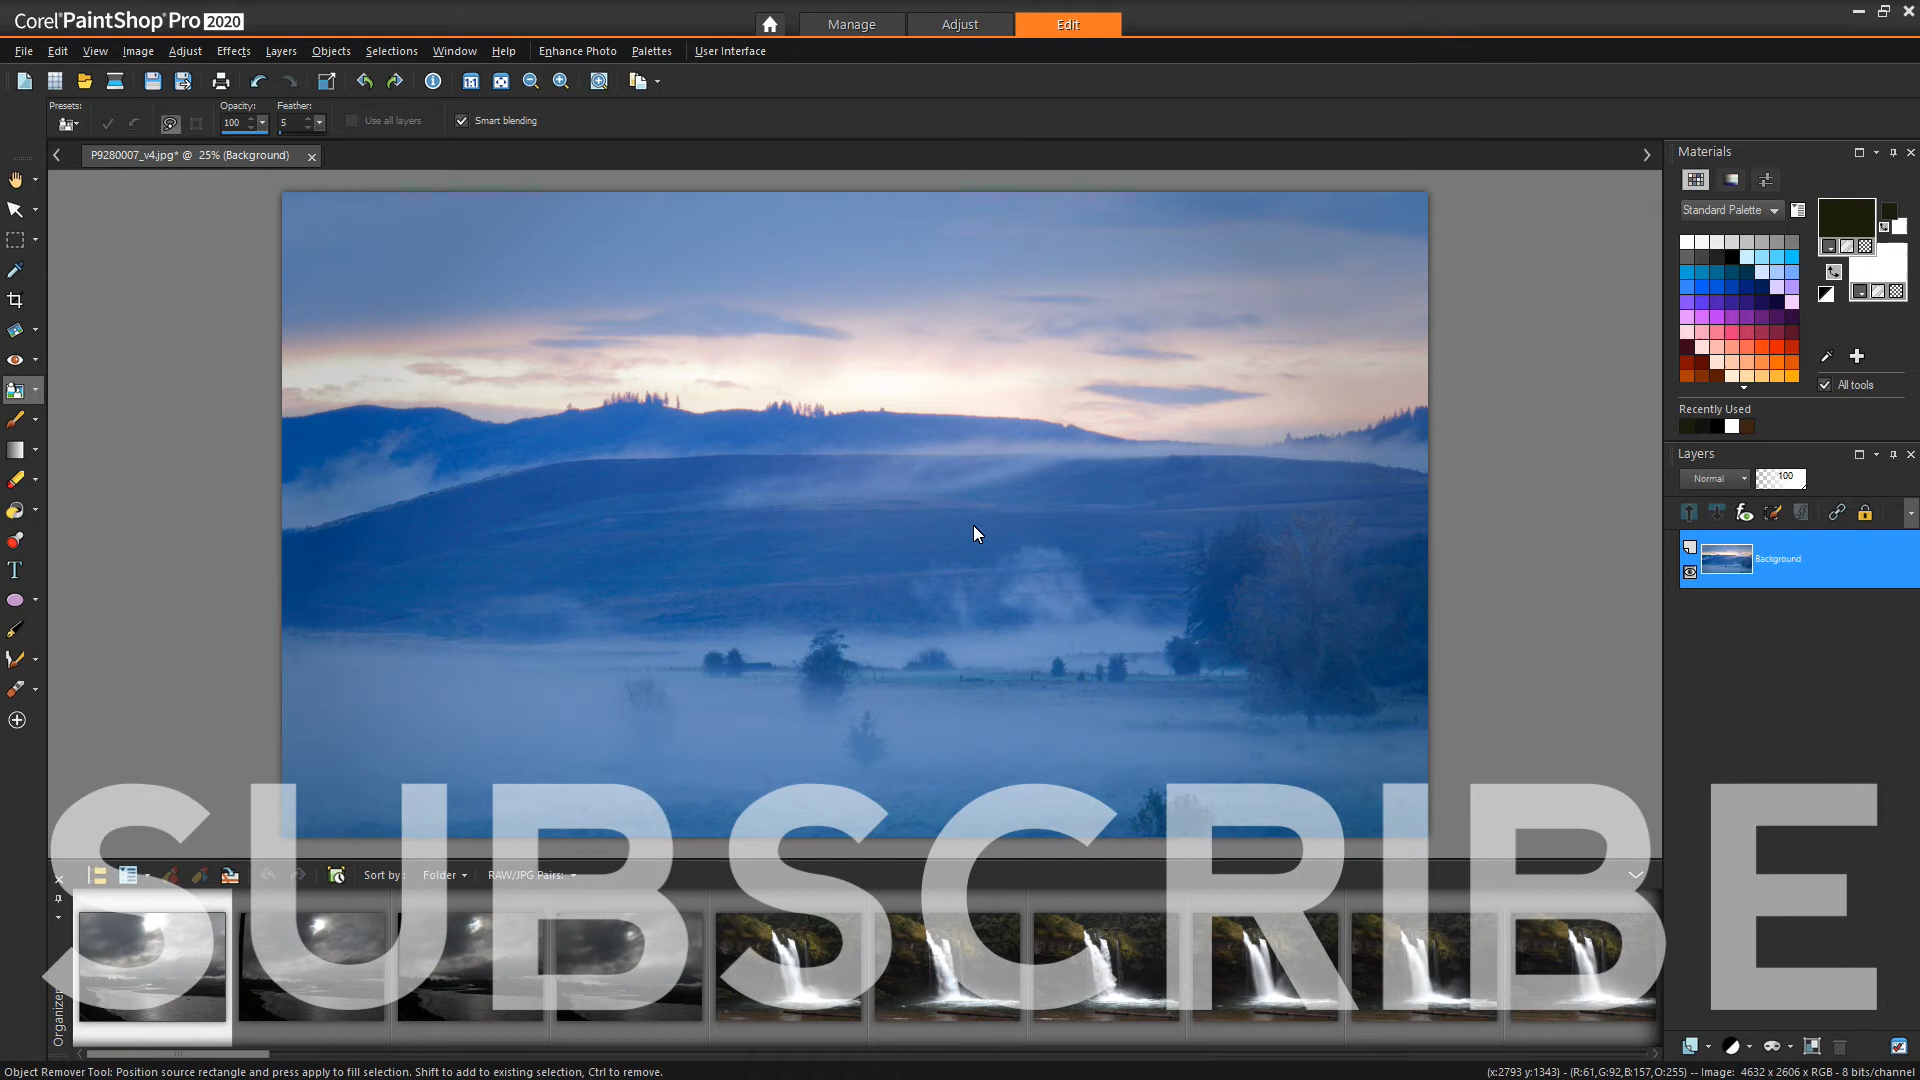 Corel® PaintShop® Pro 2020
Manage Adjust Edit
File Edit View Image Adjust Effects Layers Objects Selections Window Help Enhance Photo Palettes User Interface
1:1
Presets: Opacity: Feather:
100 5 Use all layers Smart blending
P9280007_v4.jpg* @ 25% (Background)
Materials
Standard Palette
All tools
Recently Used
Layers
Normal 100
Background
T
SUBSCRIBE
Sort by: Folder RAW/JPG Pairs:
Organizer
Object Remover Tool: Position source rectangle and press apply to fill selection. Shift to add to existing selection, Ctrl to remove.
(x:2793 y:1343) - (R:61,G:92,B:157,O:255) -- Image: 4632 x 2606 x RGB - 8 bits/channel